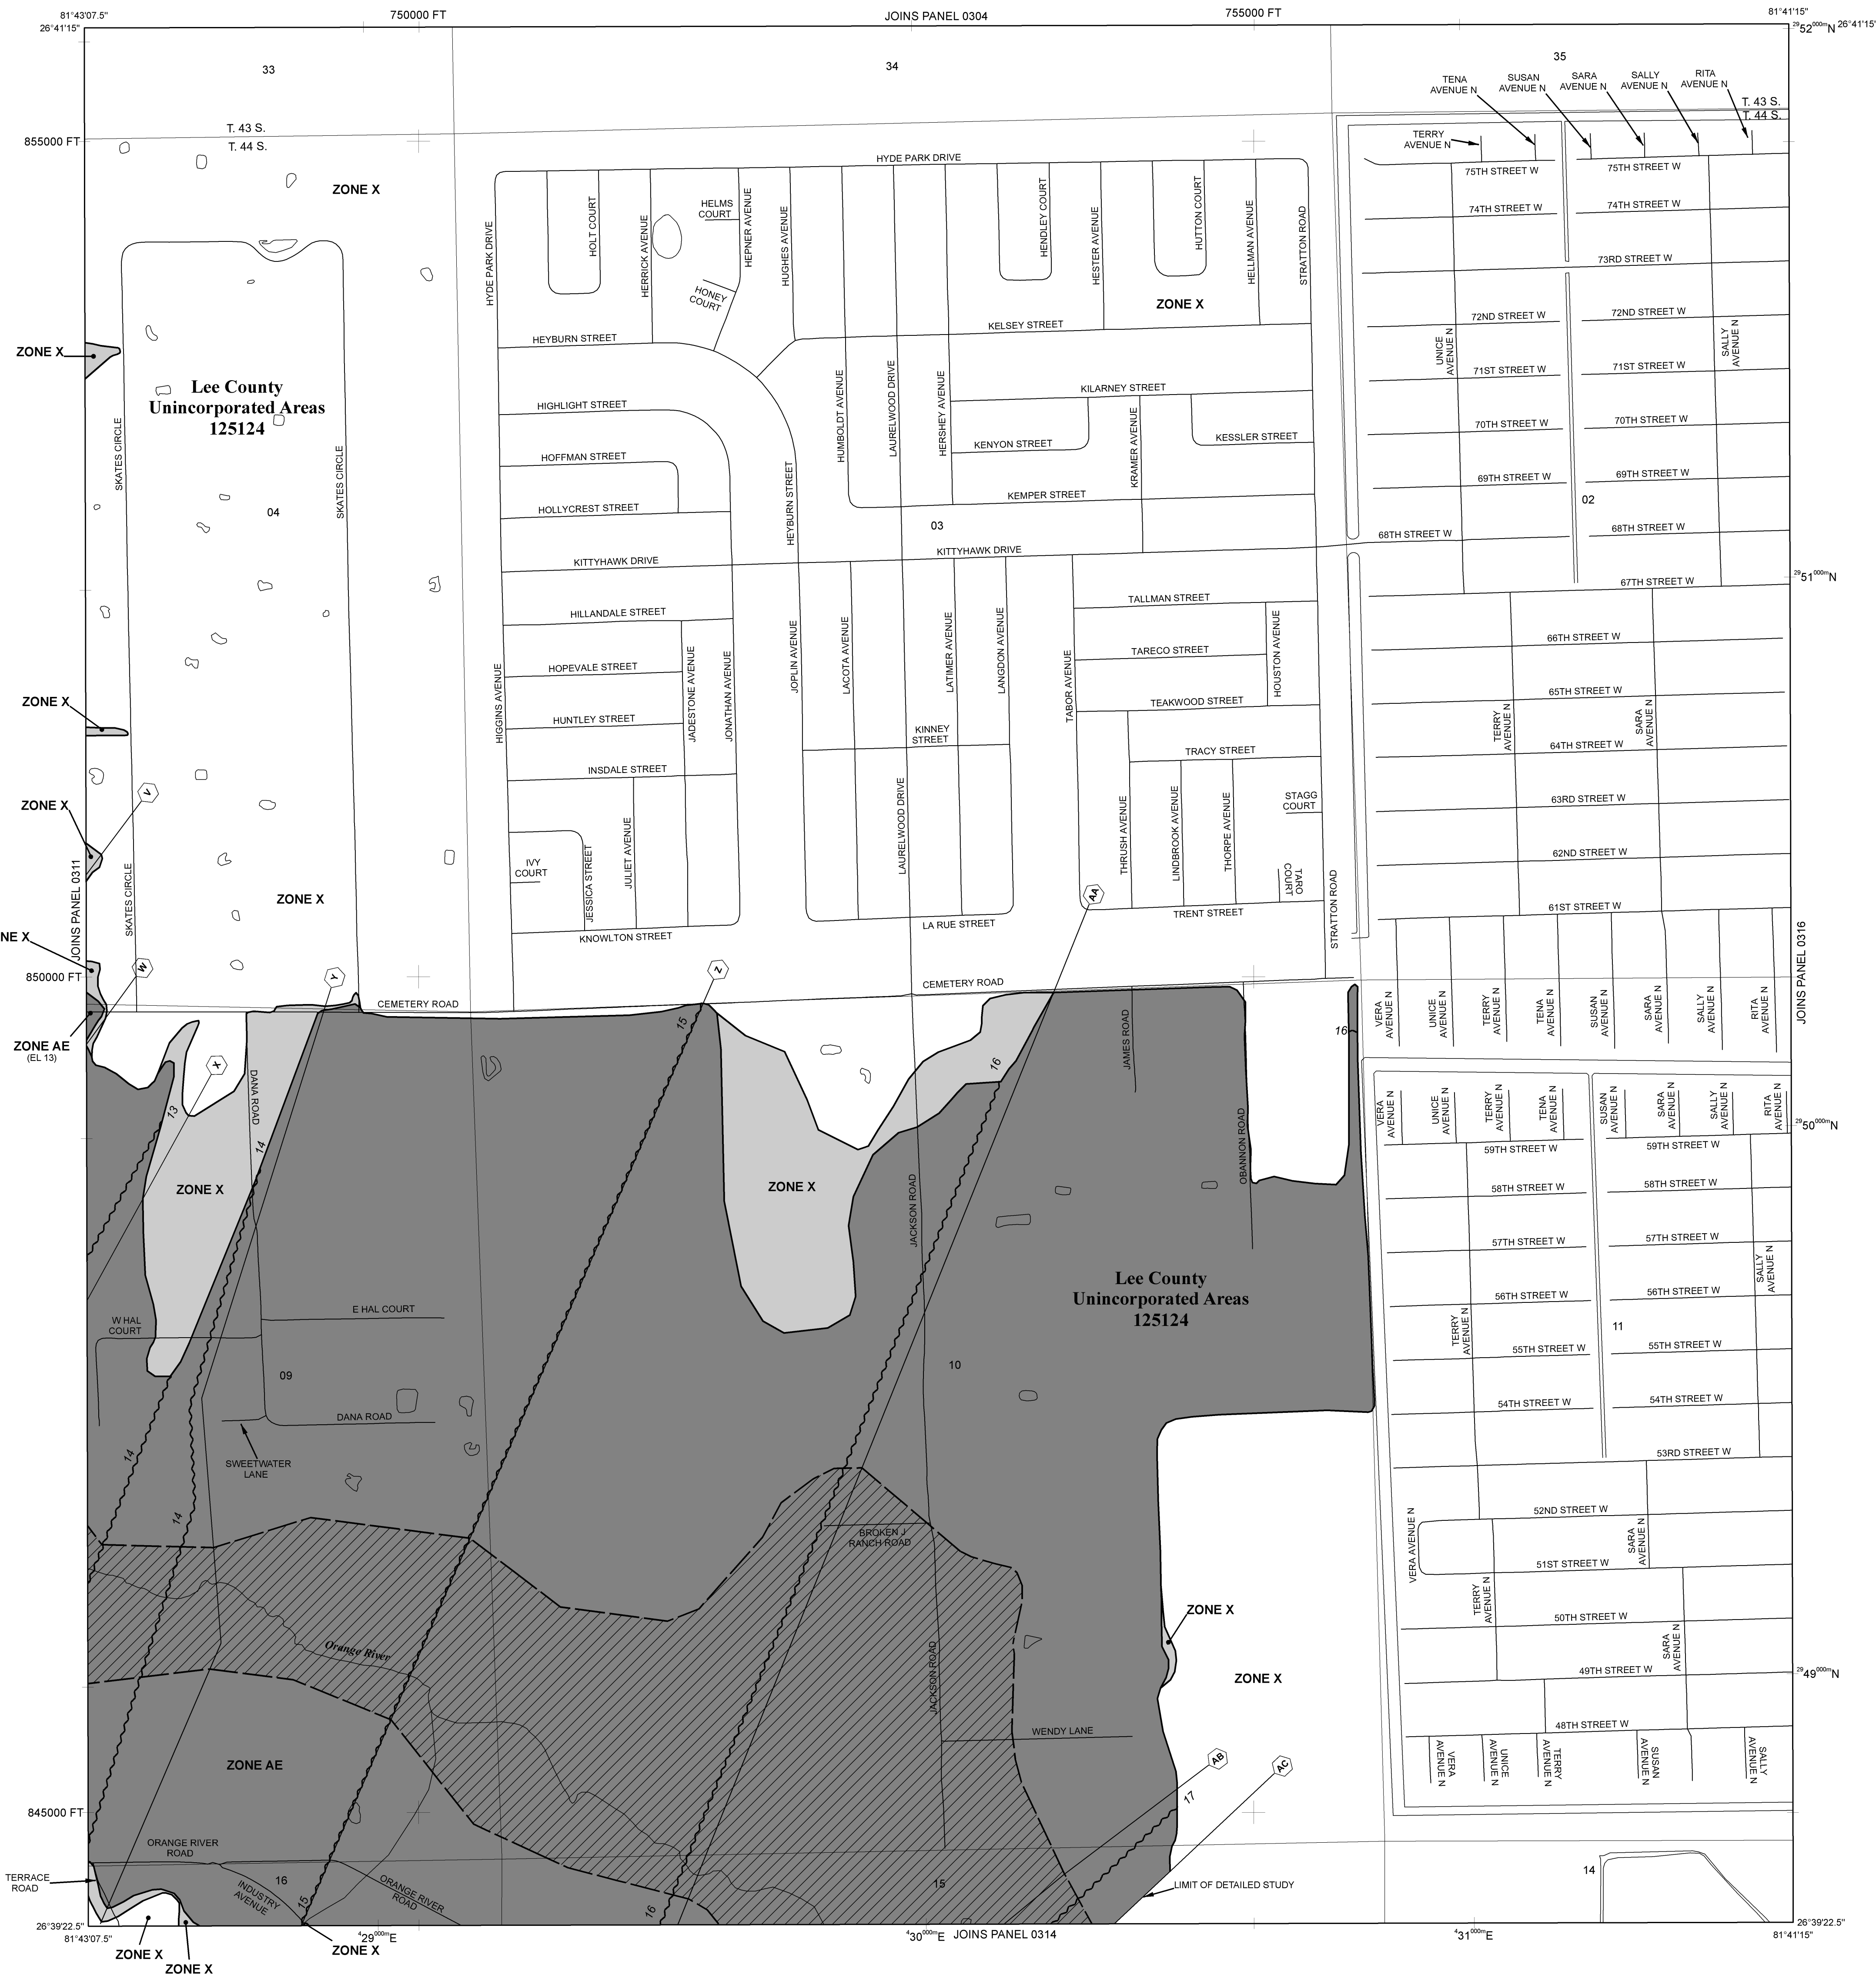 81°43'07.5"
750000 FT
JOINS PANEL 0304
755000 FT
81°41'15"
26°41'15"
29 52 000m N
26°41'15"
33
34
35
TENA
AVENUE N
SUSAN
AVENUE N
SARA
AVENUE N
SALLY
AVENUE N
RITA
AVENUE N
T. 43 S.
T. 44 S.
T. 43 S.
T. 44 S.
855000 FT
TERRY
AVENUE N
HYDE PARK DRIVE
75TH STREET W
75TH STREET W
ZONE X
HELMS
COURT
HOLT COURT
HERRICK AVENUE
HEPNER AVENUE
HUGHES AVENUE
HENDLEY COURT
HESTER AVENUE
HUTTON COURT
HELLMAN AVENUE
STRATTON ROAD
HYDE PARK DRIVE
74TH STREET W
74TH STREET W
73RD STREET W
HONEY
COURT
ZONE X
72ND STREET W
72ND STREET W
KELSEY STREET
HEYBURN STREET
UNICE
AVENUE N
SALLY
AVENUE N
ZONE X
71ST STREET W
71ST STREET W
Lee County
Unincorporated Areas
125124
KILARNEY STREET
HIGHLIGHT STREET
HUMBOLDT AVENUE
LAURELWOOD DRIVE
HERSHEY AVENUE
KRAMER AVENUE
70TH STREET W
70TH STREET W
KENYON STREET
KESSLER STREET
SKATES CIRCLE
SKATES CIRCLE
HOFFMAN STREET
69TH STREET W
69TH STREET W
02
HEYBURN STREET
KEMPER STREET
HOLLYCREST STREET
04
03
68TH STREET W
68TH STREET W
KITTYHAWK DRIVE
KITTYHAWK DRIVE
67TH STREET W
29 51 000m N
TALLMAN STREET
HILLANDALE STREET
HOUSTON AVENUE
66TH STREET W
TARECO STREET
HIGGINS AVENUE
HOPEVALE STREET
JADESTONE AVENUE
JONATHAN AVENUE
JOPLIN AVENUE
LACOTA AVENUE
LATIMER AVENUE
LANGDON AVENUE
TABOR AVENUE
65TH STREET W
TEAKWOOD STREET
ZONE X
HUNTLEY STREET
KINNEY
STREET
TERRY
AVENUE N
SARA
AVENUE N
64TH STREET W
TRACY STREET
INSDALE STREET
V
ZONE X
STAGG
COURT
63RD STREET W
LAURELWOOD DRIVE
THRUSH AVENUE
LINDBROOK AVENUE
THORPE AVENUE
JOINS PANEL 0311
SKATES CIRCLE
IVY
COURT
JESSICA STREET
JULIET AVENUE
TARO
COURT
62ND STREET W
ZONE X
AA
STRATTON ROAD
61ST STREET W
TRENT STREET
LA RUE STREET
KNOWLTON STREET
NE X
JOINS PANEL 0316
W
Y
Z
850000 FT
CEMETERY ROAD
CEMETERY ROAD
VERA
AVENUE N
UNICE
AVENUE N
TERRY
AVENUE N
TENA
AVENUE N
SUSAN
AVENUE N
SARA
AVENUE N
SALLY
AVENUE N
RITA
AVENUE N
15
16
JAMES ROAD
ZONE AE
(EL 13)
X
16
DANA ROAD
13
14
VERA
AVENUE N
UNICE
AVENUE N
TERRY
AVENUE N
TENA
AVENUE N
SUSAN
AVENUE N
SARA
AVENUE N
SALLY
AVENUE N
RITA
AVENUE N
29 50 000m N
OBANNON ROAD
59TH STREET W
59TH STREET W
ZONE X
ZONE X
58TH STREET W
58TH STREET W
JACKSON ROAD
57TH STREET W
57TH STREET W
SALLY
AVENUE N
Lee County
Unincorporated Areas
125124
56TH STREET W
56TH STREET W
E HAL COURT
W HAL
COURT
TERRY
AVENUE N
11
55TH STREET W
55TH STREET W
10
09
54TH STREET W
54TH STREET W
DANA ROAD
14
SWEETWATER
LANE
53RD STREET W
14
52ND STREET W
BROKEN J
RANCH ROAD
VERA AVENUE N
SARA
AVENUE N
51ST STREET W
TERRY
AVENUE N
ZONE X
50TH STREET W
Orange River
SARA
AVENUE N
JACKSON ROAD
ZONE X
49TH STREET W
29 49 000m N
WENDY LANE
48TH STREET W
ZONE AE
AB
AC
VERA
AVENUE N
UNICE
AVENUE N
TERRY
AVENUE N
SUSAN
AVENUE N
SALLY
AVENUE N
17
845000 FT
ORANGE RIVER
ROAD
TERRACE
ROAD
16
INDUSTRY
AVENUE
ORANGE RIVER
ROAD
15
LIMIT OF DETAILED STUDY
14
15
16
26°39'22.5"
26°39'22.5"
81°43'07.5"
4 29 000m E
4 30 000m E
JOINS PANEL 0314
4 31 000m E
81°41'15"
ZONE X
ZONE X
ZONE X